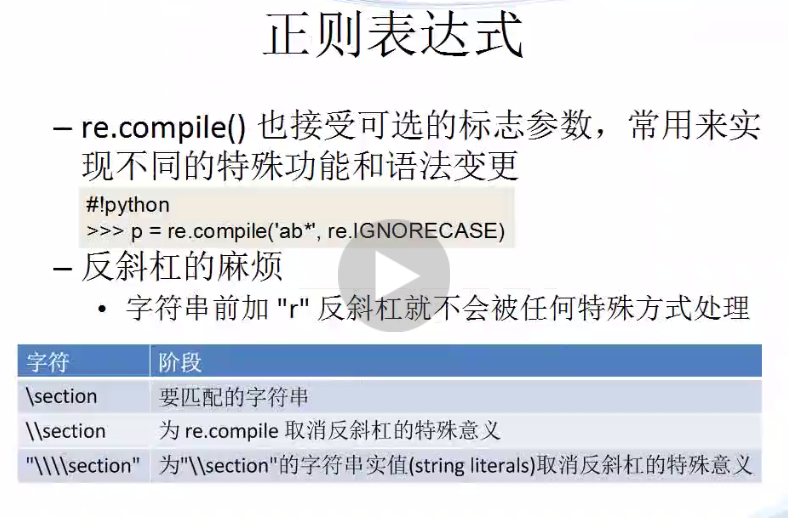 正则表达式
– re.compile() 也接受可选的标志参数，常用来实
现不同的特殊功能和语法变更
#!python
>>> p = re.compile('ab*', re.IGNORECASE)
– 反斜杠的麻烦
• 字符串前加 "r" 反斜杠就不会被任何特殊方式处理
字符 阶段
\section 要匹配的字符串
\\section 为 re.compile 取消反斜杠的特殊意义
"\\\\section" 为"\\section"的字符串实值(string literals)取消反斜杠的特殊意义